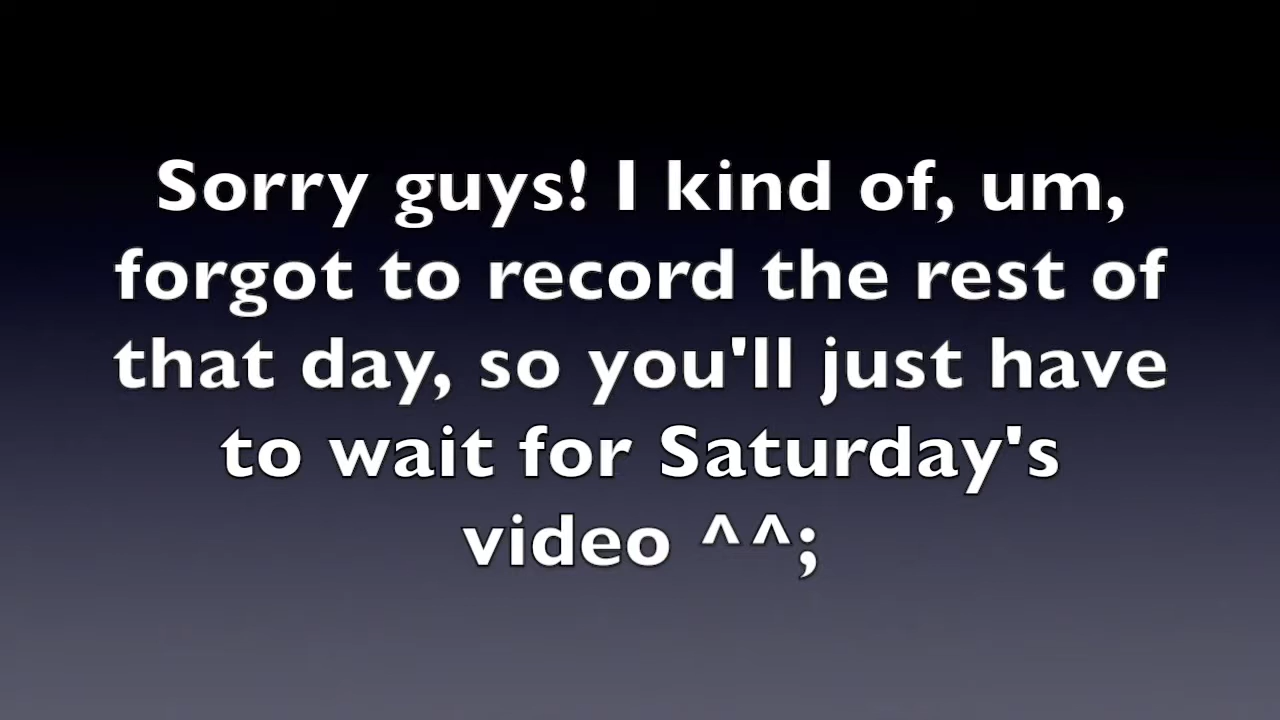 Sorry guys! I kind of, um,
forgot to record the rest of
that day, so you'll just have
to wait for Saturday's
video ^^;